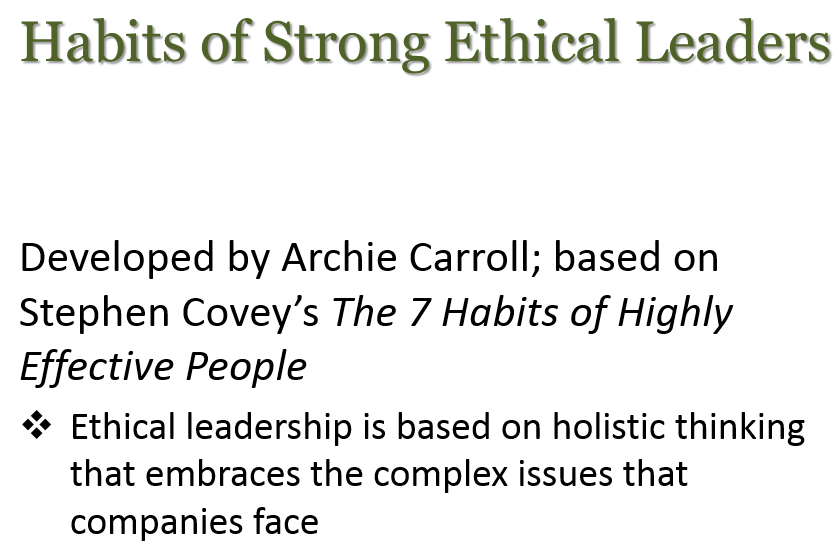 Habits of Strong Ethical Leaders
Developed by Archie Carroll; based on
Stephen Covey’s The 7 Habits of Highly
Effective People
❖ Ethical leadership is based on holistic thinking
that embraces the complex issues that
companies face